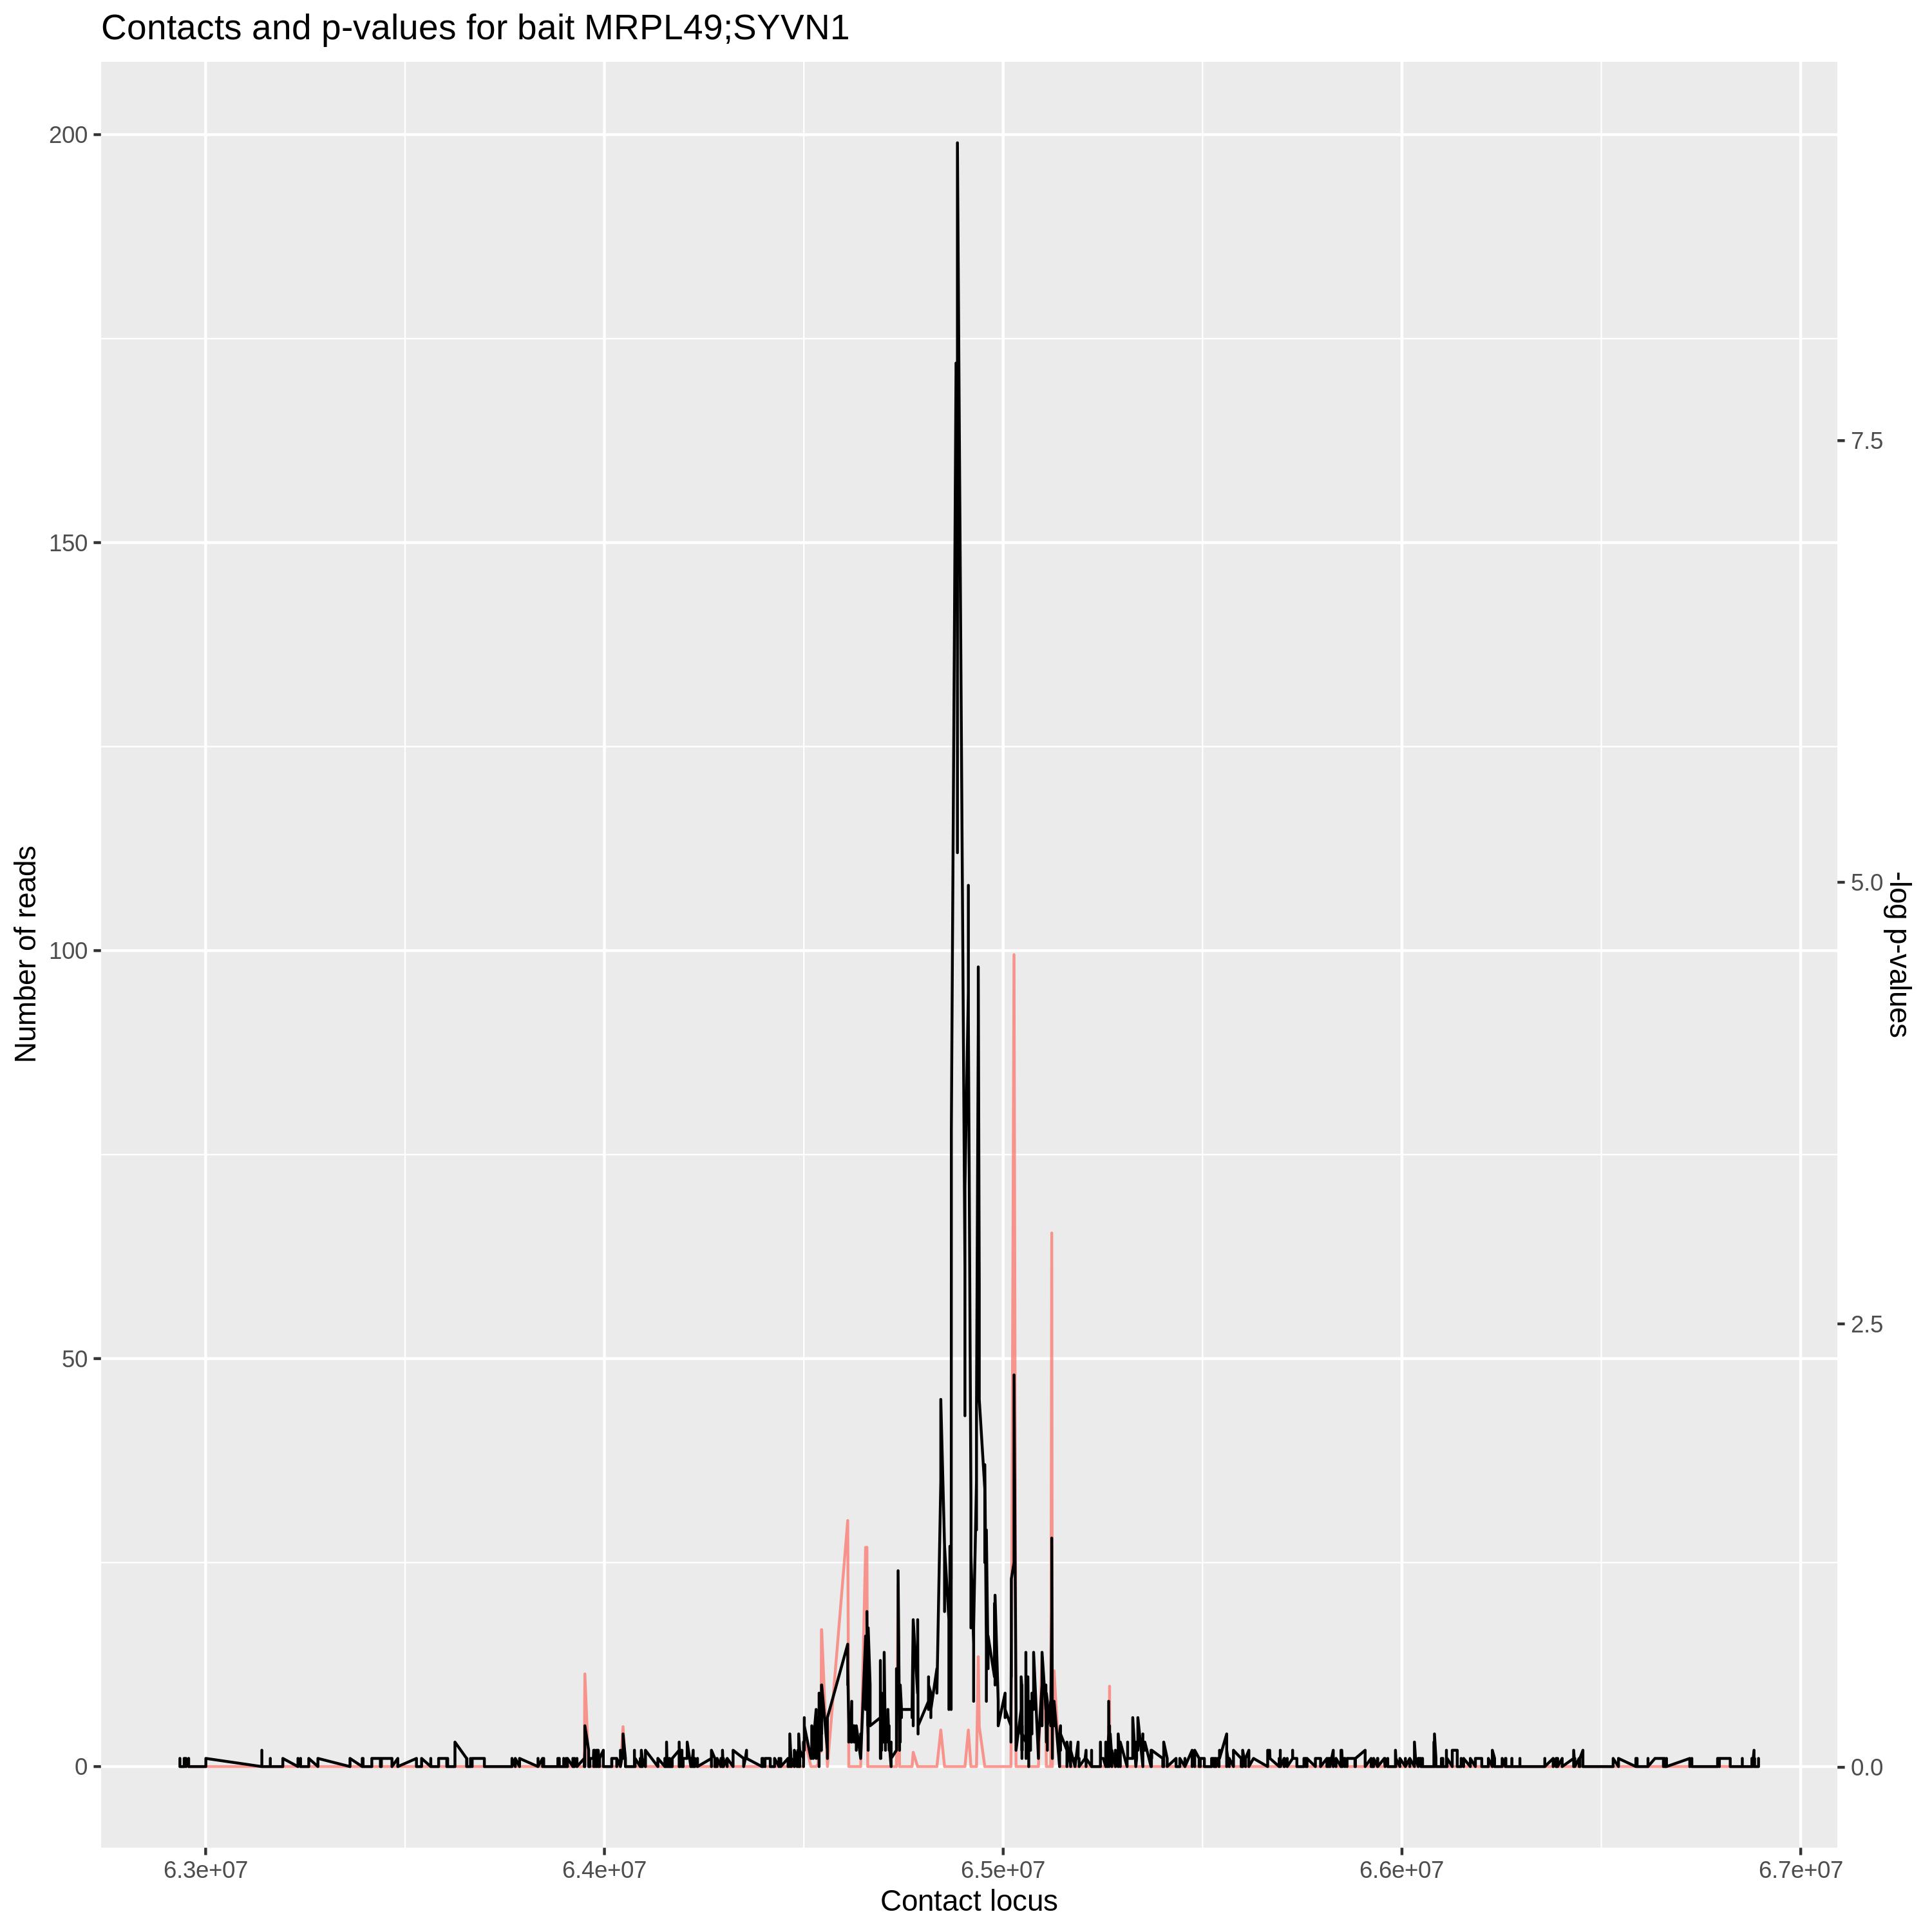 Contacts and p-values for bait MRPL49;SYVN1
200
150
100
50
0
Number of reads
7.5
5.0
2.5
0.0
-log p-values
6.3e+07 6.4e+07 6.5e+07 6.6e+07 6.7e+07
Contact locus